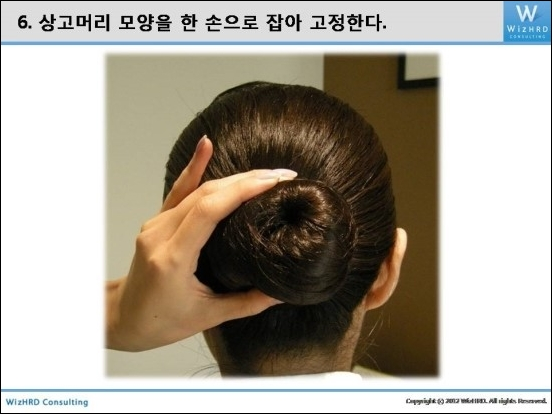 6. 상고머리 모양을 한 손으로 잡아 고정한다.
W
WIZHRD
CONSULTING
WizHRD Consulting
Copyright ⓒ 2012 WizHRD. All rights Reserved.